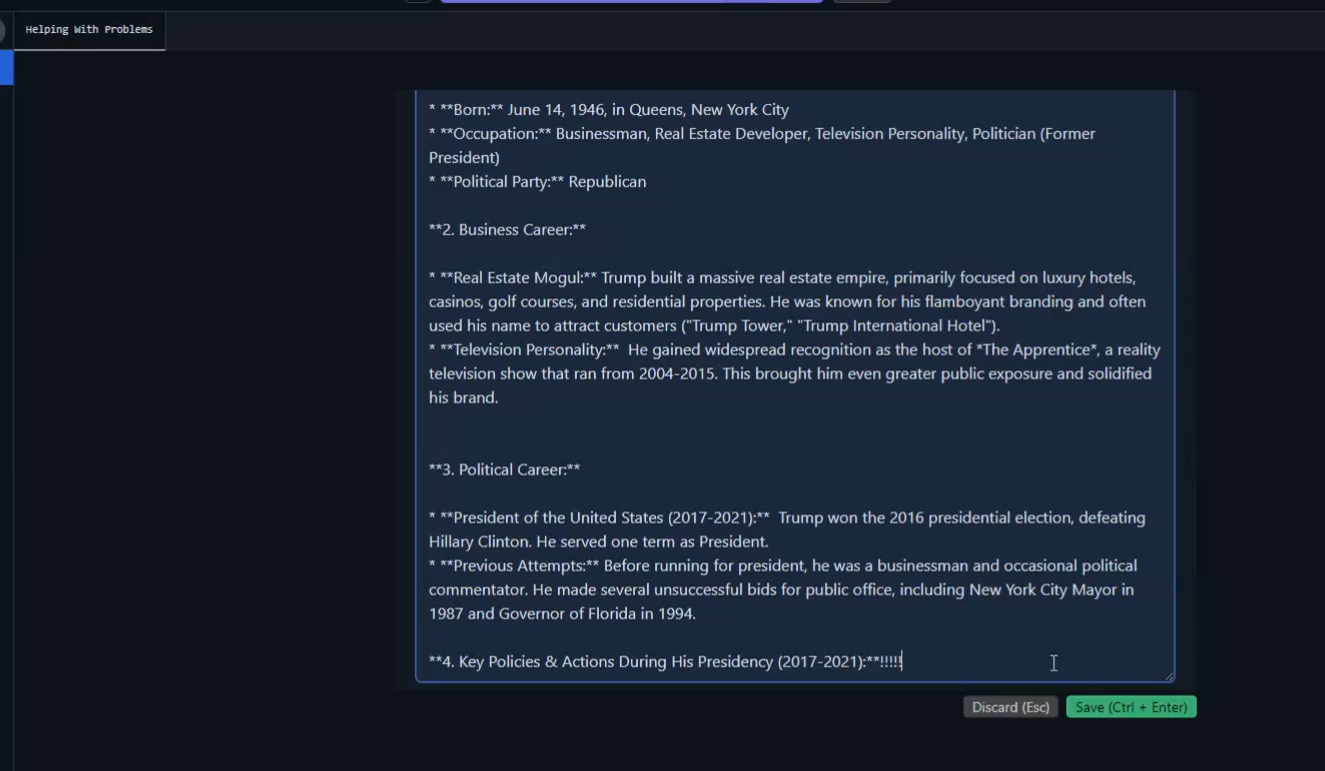 Helping With Problems
* **Born:** June 14, 1946, in Queens, New York City
* **Occupation:** Businessman, Real Estate Developer, Television Personality, Politician (Former
President)
* **Political Party:** Republican
**2. Business Career:**
* **Real Estate Mogul:** Trump built a massive real estate empire, primarily focused on luxury hotels,
casinos, golf courses, and residential properties. He was known for his flamboyant branding and often
used his name to attract customers ("Trump Tower," "Trump International Hotel").
* **Television Personality:**  He gained widespread recognition as the host of *The Apprentice*, a reality
television show that ran from 2004-2015. This brought him even greater public exposure and solidified
his brand.
**3. Political Career:**
* **President of the United States (2017-2021):**  Trump won the 2016 presidential election, defeating
Hillary Clinton. He served one term as President.
* **Previous Attempts:** Before running for president, he was a businessman and occasional political
commentator. He made several unsuccessful bids for public office, including New York City Mayor in
1987 and Governor of Florida in 1994.
**4. Key Policies & Actions During His Presidency (2017-2021):**!!!!!
Discard (Esc)
Save (Ctrl + Enter)